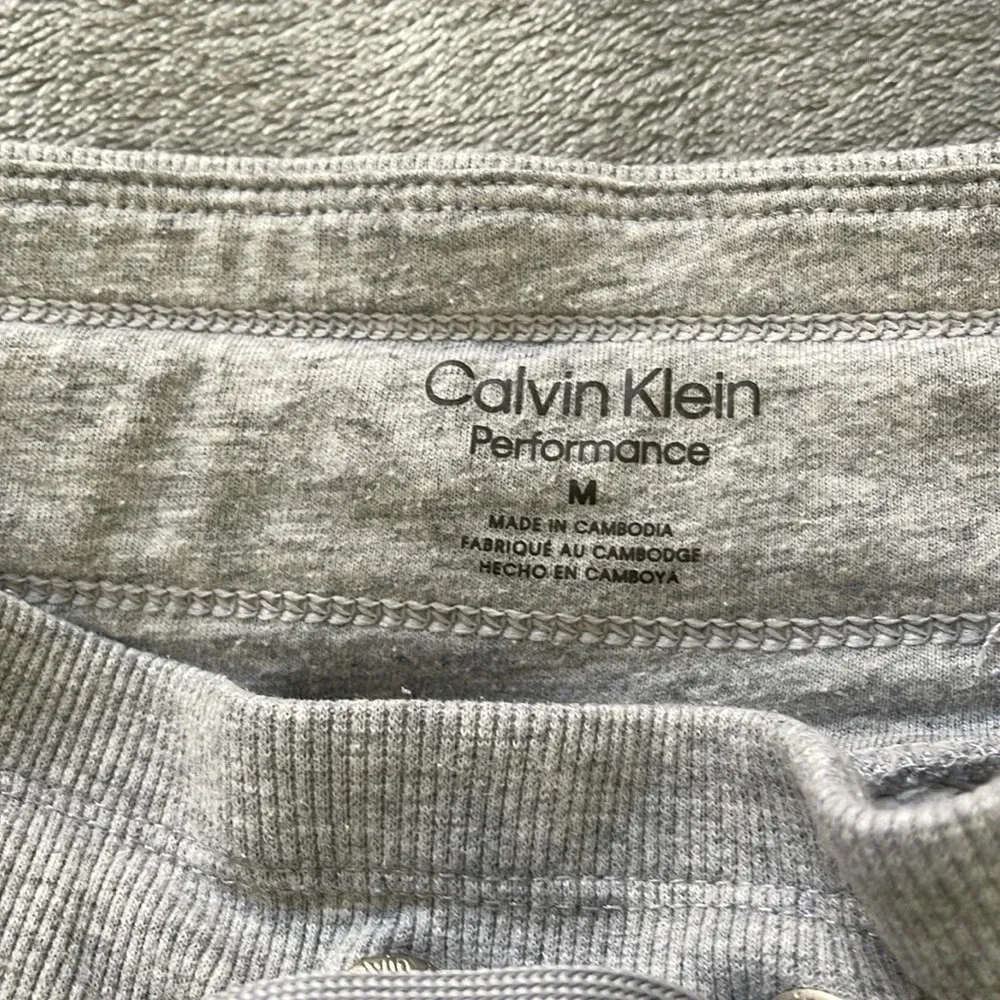 Calvin Klein
Performance
M
MADE IN CAMBODIA
FABRIQUÉ AU CAMBODGE
HECHO EN CAMBOYA